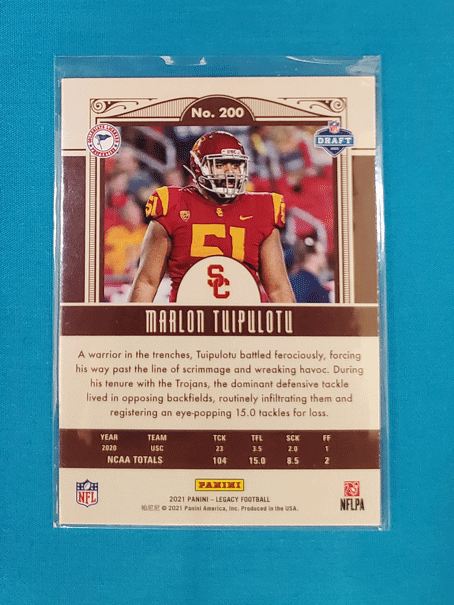 No. 200
NFL
DRAFT
USC
51
SC
MARLON TUIPULOTU
A warrior in the trenches, Tuipulotu battled ferociously, forcing
his way past the line of scrimmage and wreaking havoc. During
his tenure with the Trojans, the dominant defensive tackle
lived in opposing backfields, routinely infiltrating them and
registering an eye-popping 15.0 tackles for loss.
YEAR TEAM TCK TFL SCK FF
2020 USC 23 3.5 2.0 1
NCAA TOTALS 104 15.0 8.5 2
PANINI
2021 PANINI – LEGACY FOOTBALL
© 2021 Panini America, Inc. Produced in the USA.
NFL
NFLPA